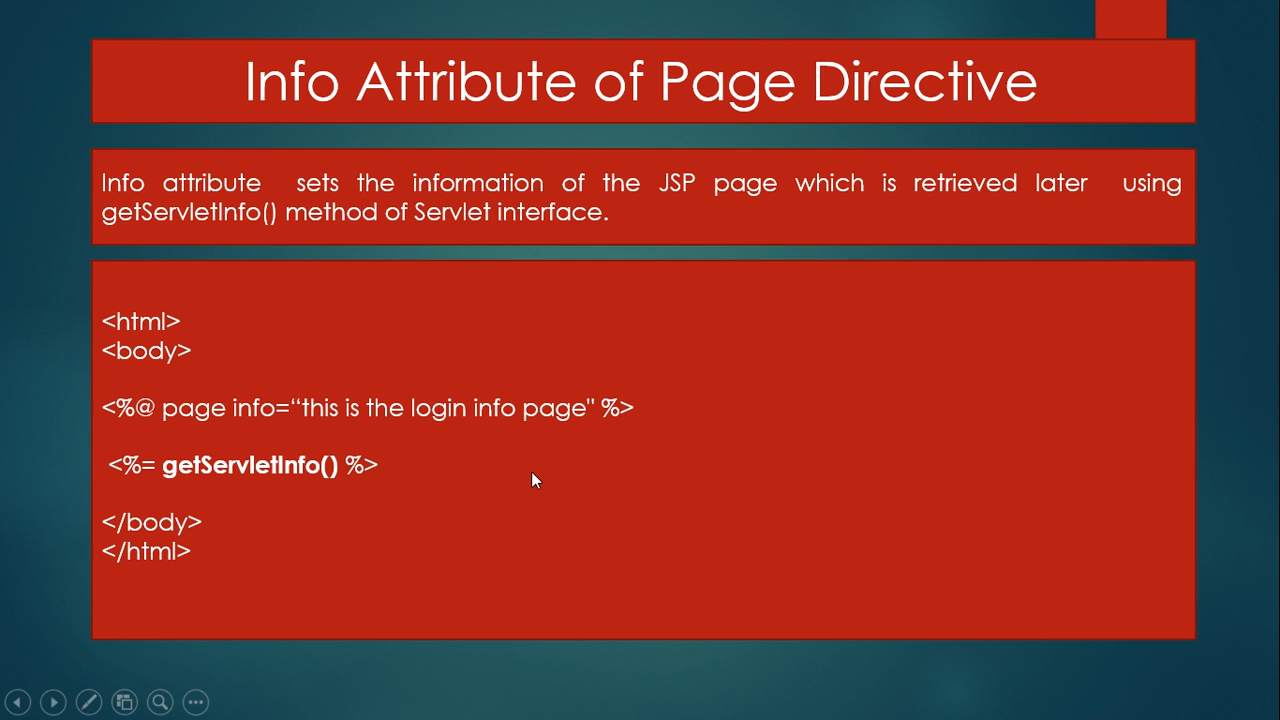 Info Attribute of Page Directive
Info attribute sets the information of the JSP page which is retrieved later using
getServletInfo() method of Servlet interface.
<html>
<body>
<%@ page info=“this is the login info page" %>
<%= getServletInfo() %>
</body>
</html>